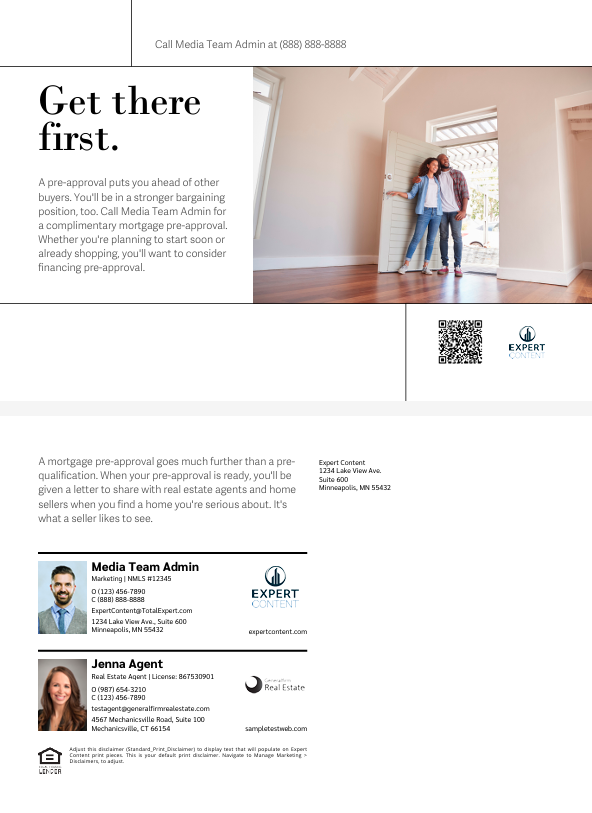 Call Media Team Admin at (888) 888-8888
Get there
first.
A pre-approval puts you ahead of other
buyers. You'll be in a stronger bargaining
position, too. Call Media Team Admin for
a complimentary mortgage pre-approval.
Whether you're planning to start soon or
already shopping, you'll want to consider
financing pre-approval.
EXPERT
CONTENT
A mortgage pre-approval goes much further than a pre-
qualification. When your pre-approval is ready, you'll be
given a letter to share with real estate agents and home
sellers when you find a home you're serious about. It's
what a seller likes to see.
Expert Content
1234 Lake View Ave.
Suite 600
Minneapolis, MN 55432
Media Team Admin
Marketing | NMLS #12345
O (123) 456-7890
C (888) 888-8888
ExpertContent@TotalExpert.com
1234 Lake View Ave., Suite 600
Minneapolis, MN 55432
EXPERT
CONTENT
expertcontent.com
Jenna Agent
Real Estate Agent | License: 867530901
O (987) 654-3210
C (123) 456-7890
testagent@generalfirmrealestate.com
4567 Mechanicsville Road, Suite 100
Mechanicsville, CT 66154
Real Estate
sampletestweb.com
LENDER
Adjust this disclaimer (Standard_Print_Disclaimer) to display text that will populate on Expert
Content print pieces. This is your default print disclaimer. Navigate to Manage Marketing >
Disclaimers, to adjust.